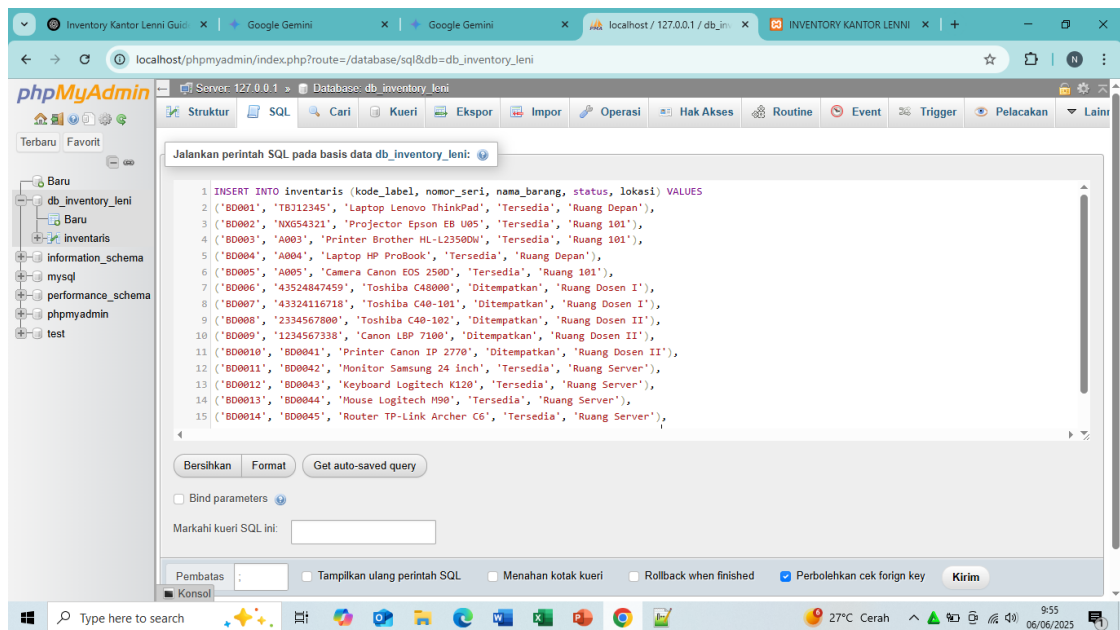 Inventory Kantor Lenni Guid
Google Gemini
Google Gemini
localhost / 127.0.0.1 / db_inv
INVENTORY KANTOR LENNI
localhost/phpmyadmin/index.php?route=/database/sql&db=db_inventory_leni
N
phpMyAdmin
Terbaru Favorit
Baru
db_inventory_leni
Baru
inventaris
information_schema
mysql
performance_schema
phpmyadmin
test
Server: 127.0.0.1 » Database: db_inventory_leni
Struktur SQL Cari Kueri Ekspor Impor Operasi Hak Akses Routine Event Trigger Pelacakan Lainn
Jalankan perintah SQL pada basis data db_inventory_leni:
1 INSERT INTO inventaris (kode_label, nomor_seri, nama_barang, status, lokasi) VALUES
2 ('BD001', 'TBJ12345', 'Laptop Lenovo ThinkPad', 'Tersedia', 'Ruang Depan'),
3 ('BD002', 'NXG54321', 'Projector Epson EB U05', 'Tersedia', 'Ruang 101'),
4 ('BD003', 'A003', 'Printer Brother HL-L2350DW', 'Tersedia', 'Ruang 101'),
5 ('BD004', 'A004', 'Laptop HP ProBook', 'Tersedia', 'Ruang Depan'),
6 ('BD005', 'A005', 'Camera Canon EOS 250D', 'Tersedia', 'Ruang 101'),
7 ('BD006', '43524847459', 'Toshiba C48000', 'Ditempatkan', 'Ruang Dosen I'),
8 ('BD007', '43324116718', 'Toshiba C40-101', 'Ditempatkan', 'Ruang Dosen I'),
9 ('BD008', '2334567800', 'Toshiba C40-102', 'Ditempatkan', 'Ruang Dosen II'),
10 ('BD009', '1234567338', 'Canon LBP 7100', 'Ditempatkan', 'Ruang Dosen II'),
11 ('BD0010', 'BD0041', 'Printer Canon IP 2770', 'Ditempatkan', 'Ruang Dosen II'),
12 ('BD0011', 'BD0042', 'Monitor Samsung 24 inch', 'Tersedia', 'Ruang Server'),
13 ('BD0012', 'BD0043', 'Keyboard Logitech K120', 'Tersedia', 'Ruang Server'),
14 ('BD0013', 'BD0044', 'Mouse Logitech M90', 'Tersedia', 'Ruang Server'),
15 ('BD0014', 'BD0045', 'Router TP-Link Archer C6', 'Tersedia', 'Ruang Server'),
Bersihkan Format Get auto-saved query
Bind parameters
Markahi kueri SQL ini:
Pembatas ; Tampilkan ulang perintah SQL Menahan kotak kueri Rollback when finished Perbolehkan cek forign key Kirim
Konsol
Type here to search
27°C Cerah
9:55
06/06/2025
1